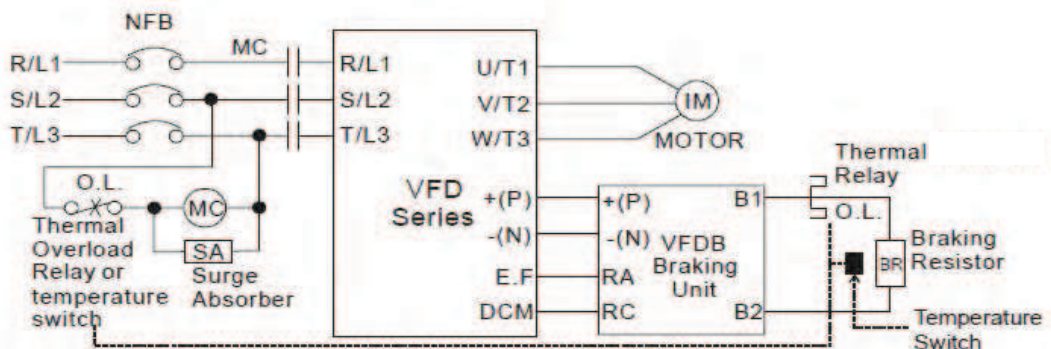 NFB
MC
R/L1
S/L2
T/L3
R/L1
S/L2
T/L3
U/T1
V/T2
W/T3
IM
MOTOR
VFD
Series
+(P)
-(N)
E.F
DCM
+(P)
-(N)
RA
RC
VFDB
Braking
Unit
B1
B2
Thermal
Relay
O.L.
BR
Braking
Resistor
Temperature
Switch
O.L.
MC
SA
Surge
Absorber
Thermal
Overload
Relay or
temperature
switch